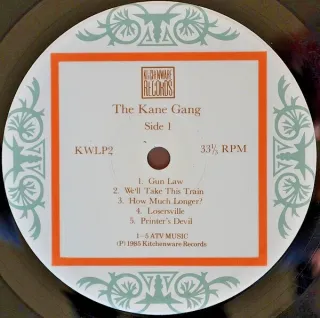 KITCHENWARE
RECORDS
The Kane Gang
Side 1
KWLP2
33⅓ RPM
1. Gun Law
2. We'll Take This Train
3. How Much Longer?
4. Loserville
5. Printer's Devil
1-5 ATV MUSIC
(P) 1985 Kitchenware Records